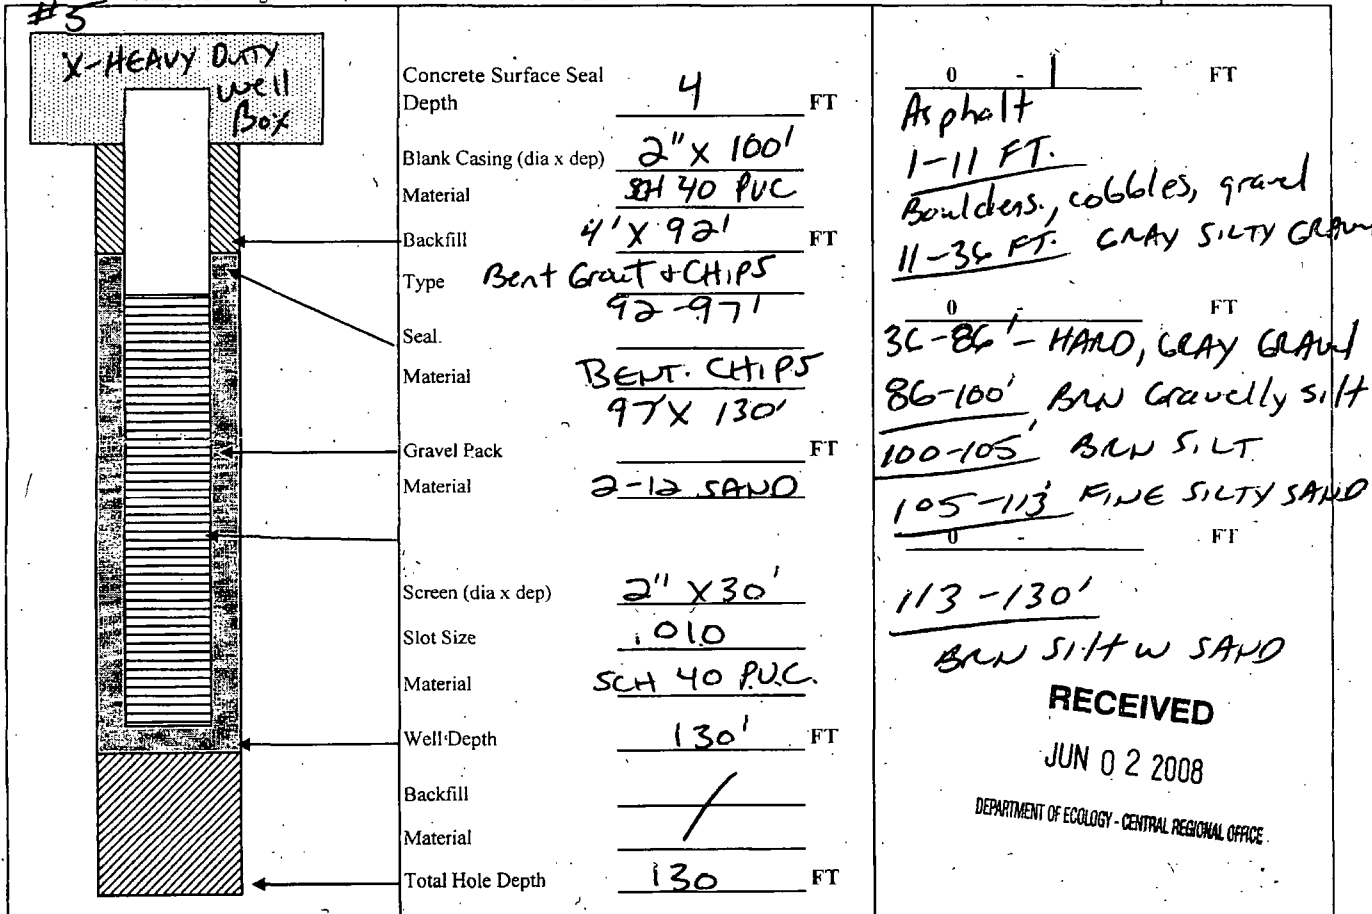 #5
X-HEAVY DUTY
Well
Box
Concrete Surface Seal
Depth 4 FT
Blank Casing (dia x dep) 2" X 100'
Material SH 40 PVC
Backfill 4' X 92' FT
Type Bent Grout + CHIPS
92-97'
Seal
Material BENT. CHIPS
97 X 130'
Gravel Pack FT
Material 2-12 SAND
Screen (dia x dep) 2" X 30'
Slot Size .010
Material SCH 40 P.V.C.
Well Depth 130' FT
Backfill /
Material
Total Hole Depth 130 FT
0 - 1 FT
Asphalt
1-11 FT.
Boulders, cobbles, gravel
11-36 FT. GRAY SILTY GRAVEL
0 - FT
36-86' - HARD, GRAY GRAVEL
86-100' BRN Gravelly silt
100-105' BRN SILT
105-113' FINE SILTY SAND
0 - FT
113-130'
BRN Silt w SAND
RECEIVED
JUN 02 2008
DEPARTMENT OF ECOLOGY - CENTRAL REGIONAL OFFICE